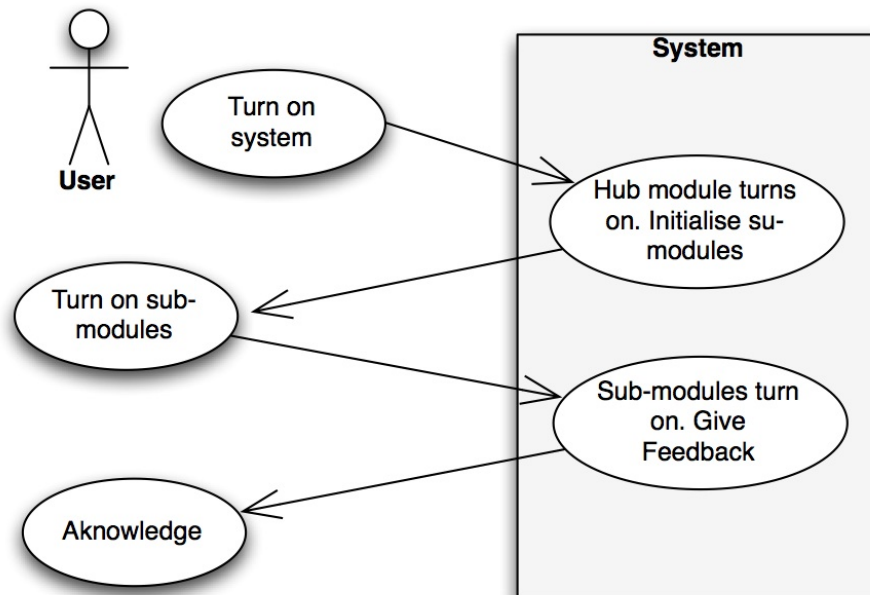 System
Turn on
system
User
Hub module turns
on. Initialise su-
modules
Turn on sub-
modules
Sub-modules turn
on. Give
Feedback
Aknowledge